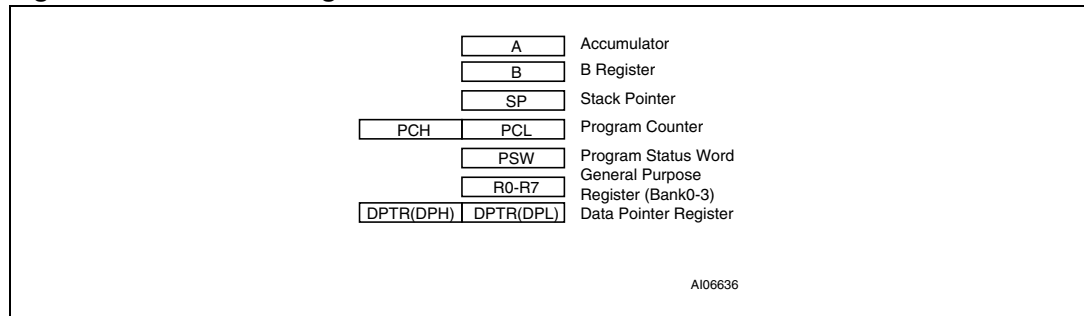 A Accumulator
B B Register
SP Stack Pointer
PCH PCL Program Counter
PSW Program Status Word
R0-R7 General Purpose
Register (Bank0-3)
DPTR(DPH) DPTR(DPL) Data Pointer Register
AI06636